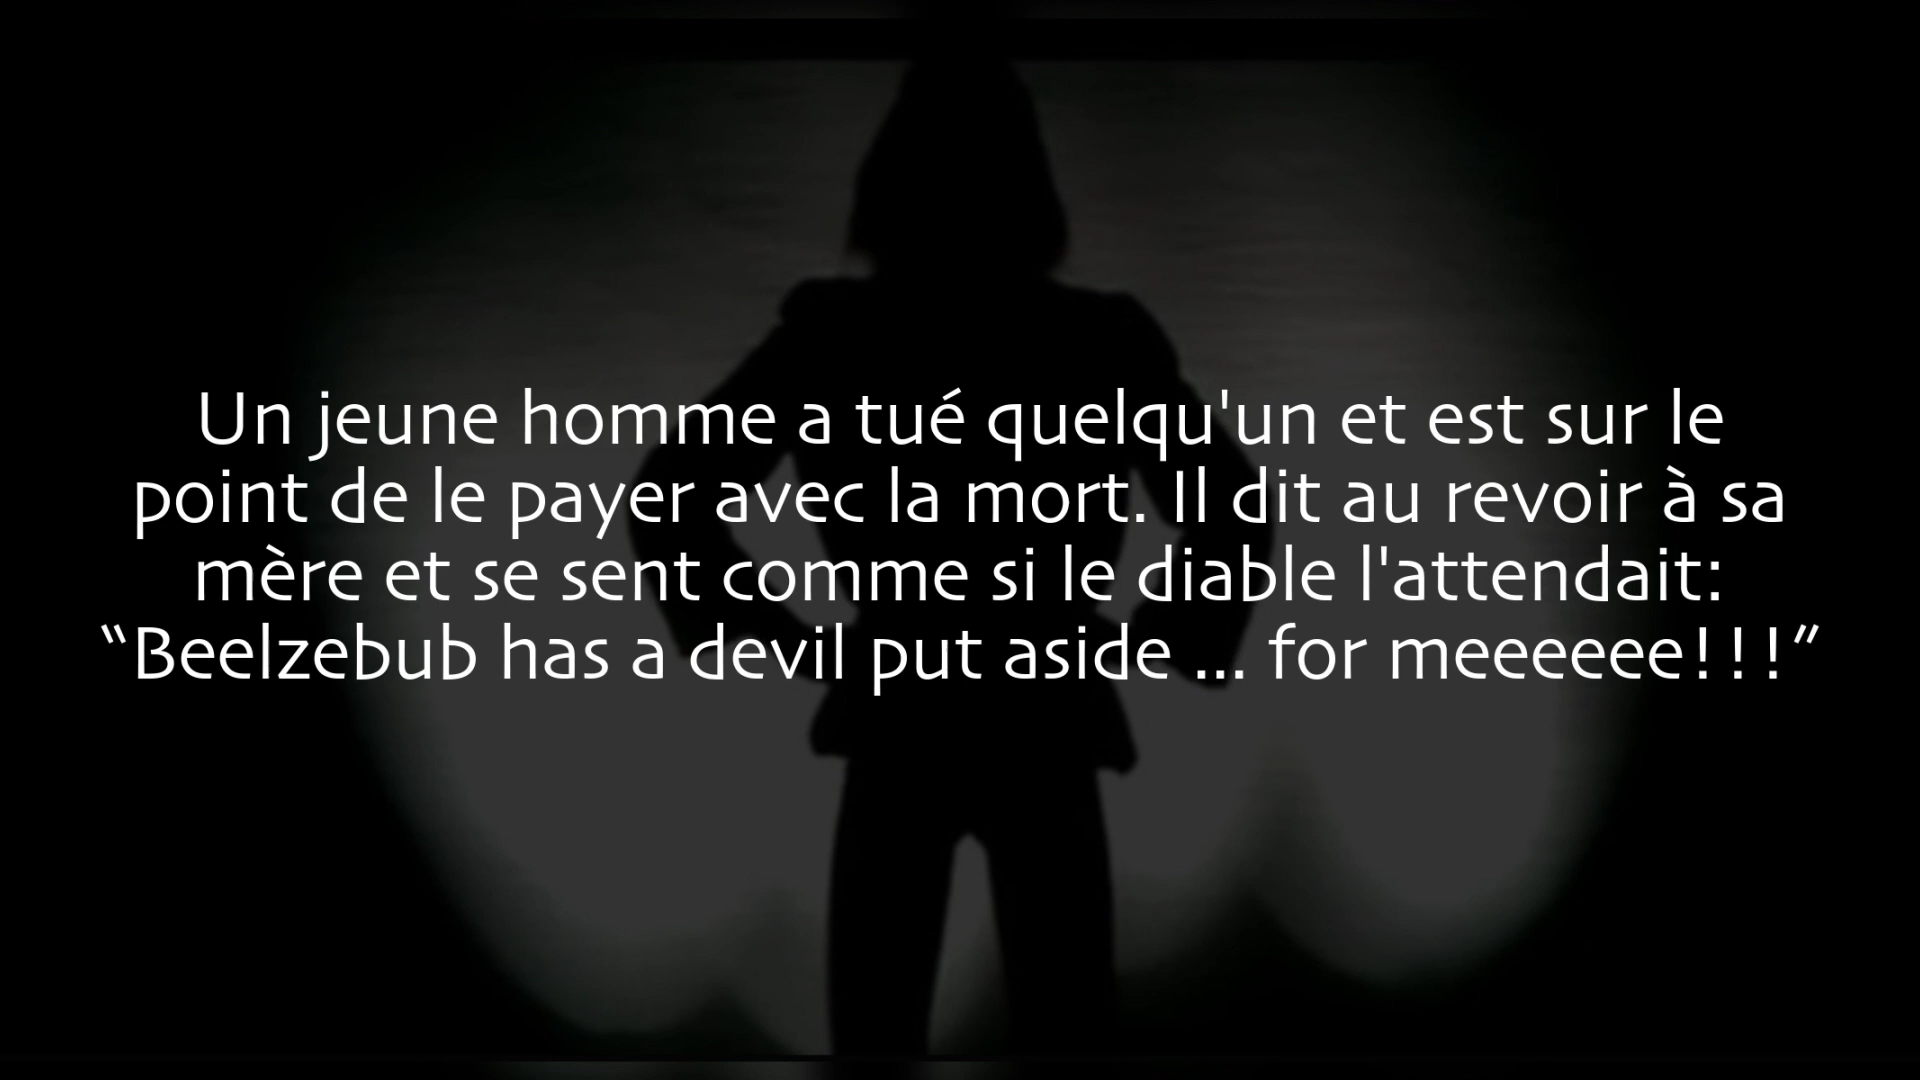 Un jeune homme a tué quelqu'un et est sur le
point de le payer avec la mort. Il dit au revoir à sa
mère et se sent comme si le diable l'attendait:
“Beelzebub has a devil put aside ... for meeeeee!!!”